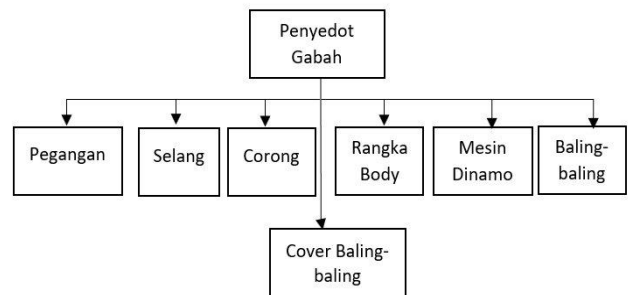 Penyedot
Gabah
Pegangan
Selang
Corong
Rangka
Body
Mesin
Dinamo
Baling-
baling
Cover Baling-
baling